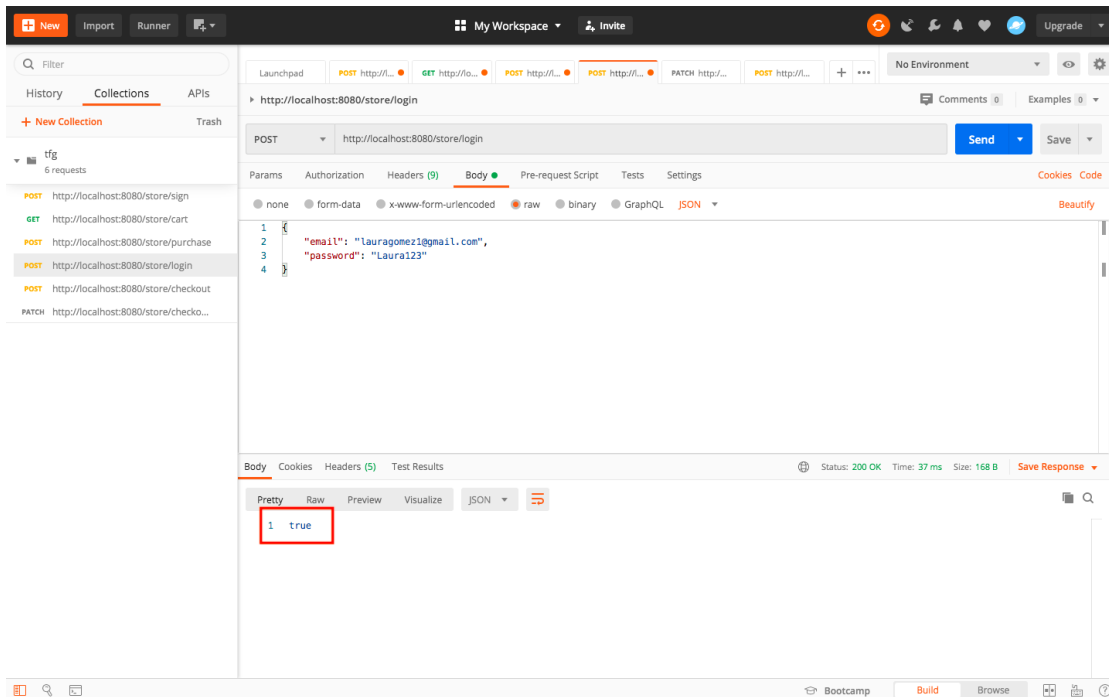 New Import Runner My Workspace Invite Upgrade
Filter
History Collections APIs
+ New Collection Trash
tfg
6 requests
POST http://localhost:8080/store/sign
GET http://localhost:8080/store/cart
POST http://localhost:8080/store/purchase
POST http://localhost:8080/store/login
POST http://localhost:8080/store/checkout
PATCH http://localhost:8080/store/checko...
Launchpad POST http://l... GET http://lo... POST http://l... POST http://l... PATCH http:/... POST http://l... + ... No Environment
http://localhost:8080/store/login Comments 0 Examples 0
POST http://localhost:8080/store/login Send Save
Params Authorization Headers (9) Body Pre-request Script Tests Settings Cookies Code
none form-data x-www-form-urlencoded raw binary GraphQL JSON Beautify
1 {
2 "email": "lauragomez1@gmail.com",
3 "password": "Laura123"
4 }
Body Cookies Headers (5) Test Results Status: 200 OK Time: 37 ms Size: 168 B Save Response
Pretty Raw Preview Visualize JSON
1 true
Bootcamp Build Browse